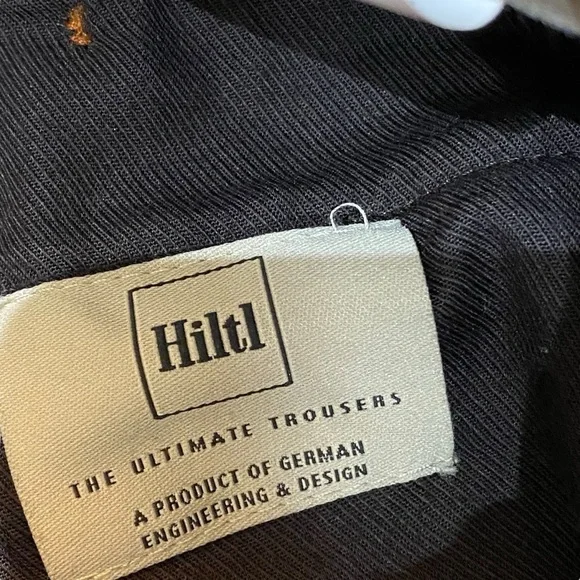 Hiltl
THE ULTIMATE TROUSERS
A PRODUCT OF GERMAN
ENGINEERING & DESIGN